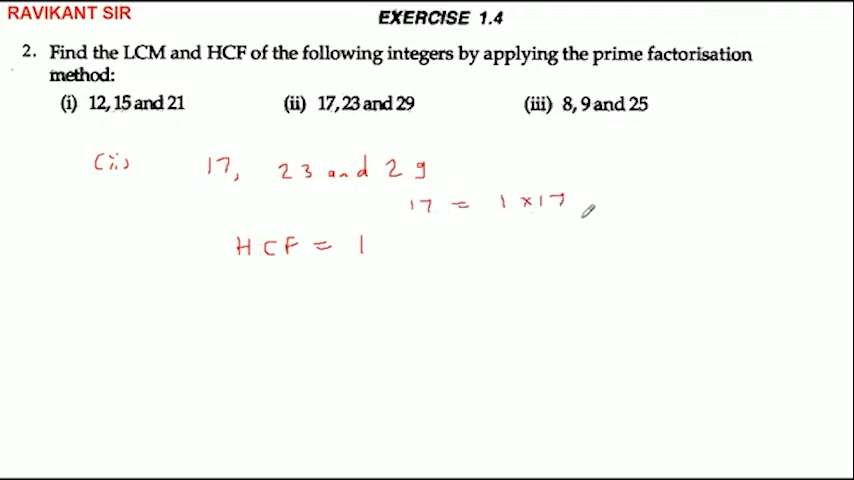 RAVIKANT SIR
EXERCISE 1.4
2. Find the LCM and HCF of the following integers by applying the prime factorisation
method:
(i) 12, 15 and 21 (ii) 17, 23 and 29 (iii) 8, 9 and 25
(ii) 17, 23 and 29
17 = 1 × 17
HCF = 1